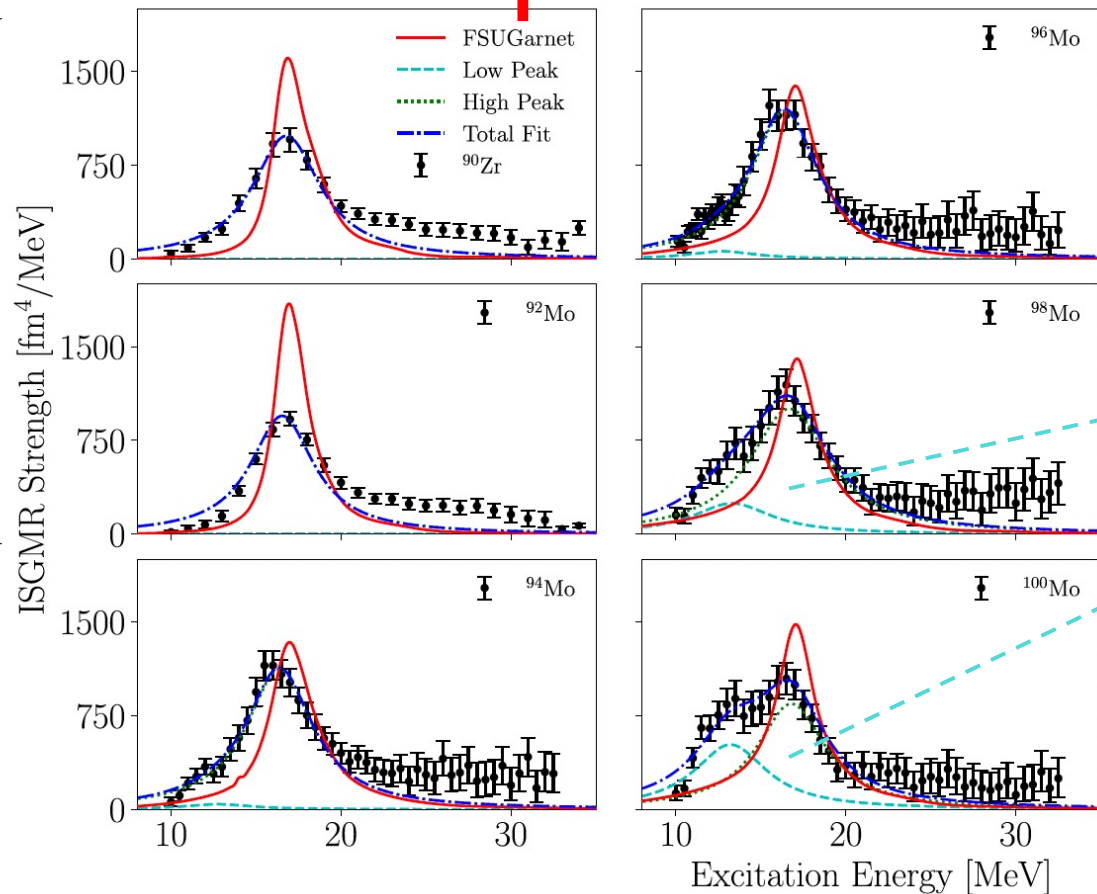 ISGMR Strength [fm⁴/MeV]
1500
750
0
FSUGarnet
Low Peak
High Peak
Total Fit
⁹⁰Zr
⁹⁶Mo
1500
750
0
⁹²Mo
⁹⁸Mo
1500
750
0
⁹⁴Mo
¹⁰⁰Mo
10 20 30
10 20 30
Excitation Energy [MeV]